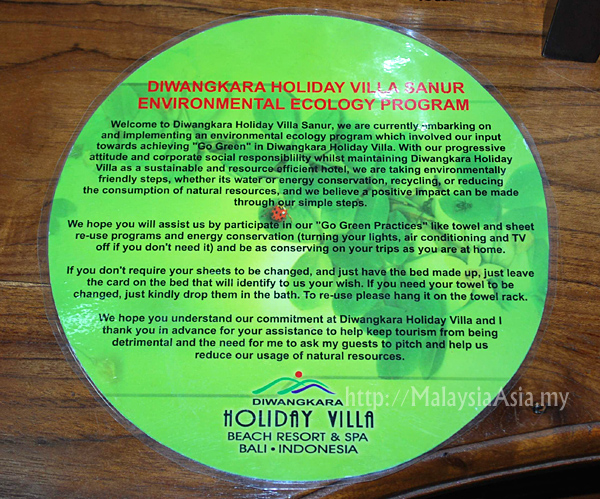 DIWANGKARA HOLIDAY VILLA SANUR
ENVIRONMENTAL ECOLOGY PROGRAM
Welcome to Diwangkara Holiday Villa Sanur, we are currently embarking on
and implementing an environmental ecology program which involved our input
towards achieving "Go Green" in Diwangkara Holiday Villa. With our progressive
attitude and corporate social responsiblility whilst maintaining Diwangkara Holiday
Villa as a sustainable and resource efficient hotel, we are taking environmentally
friendly steps, whether its water or energy conservation, recycling, or reducing
the consumption of natural resources, and we believe a positive impact can be made
through our simple steps.
We hope you will assist us by participate in our "Go Green Practices" like towel and sheet
re-use programs and energy conservation (turning your lights, air conditioning and TV
off if you don't need it) and be as conserving on your trips as you are at home.
If you don't require your sheets to be changed, and just have the bed made up, just leave
the card on the bed that will identify to us your wish. If you need your towel to be
changed, just kindly drop them in the bath. To re-use please hang it on the towel rack.
We hope you understand our commitment at Diwangkara Holiday Villa and I
thank you in advance for your assistance to help keep tourism from being
detrimental and the need for me to ask my guests to pitch and help us
reduce our usage of natural resources.
DIWANGKARA
HOLIDAY VILLA
BEACH RESORT & SPA
BALI • INDONESIA
http://MalaysiaAsia.my